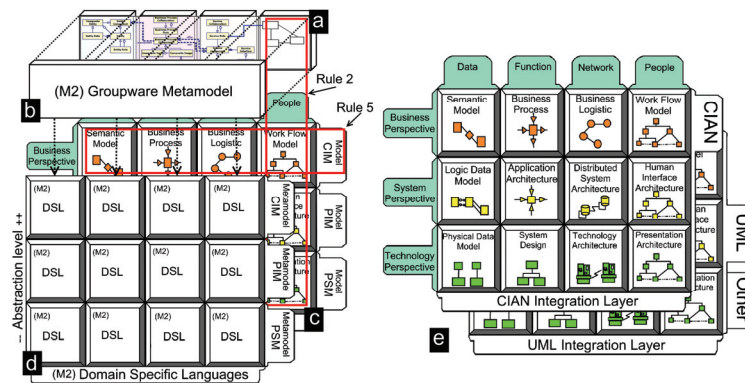 a
(M2) Groupware Metamodel
b
Rule 2
Rule 5
People
Business
Perspective
Semantic
Model
Business
Process
Business
Logistic
Work Flow
Model
Model
CIM
Metamodel
CIM
Model
PIM
Metamode
PIM
Model
PSM
Metamodel
PSM
(M2)
DSL
(M2)
DSL
(M2)
DSL
(M2)
DSL
(M2)
DSL
(M2)
DSL
(M2)
DSL
(M2)
DSL
(M2)
DSL
(M2)
DSL
(M2)
DSL
(M2)
DSL
-- Abstraction level ++
c
d
(M2) Domain Specific Languages
Data
Function
Network
People
Business
Perspective
Semantic
Model
Business
Process
Business
Logistic
Work Flow
Model
CIAN
System
Perspective
Logic Data
Model
Application
Architecture
Distributed
System
Architecture
Human
Interface
Architecture
UML
Technology
Perspective
Physical Data
Model
System
Design
Technology
Architecture
Presentation
Architecture
Other
CIAN Integration Layer
e
UML Integration Layer